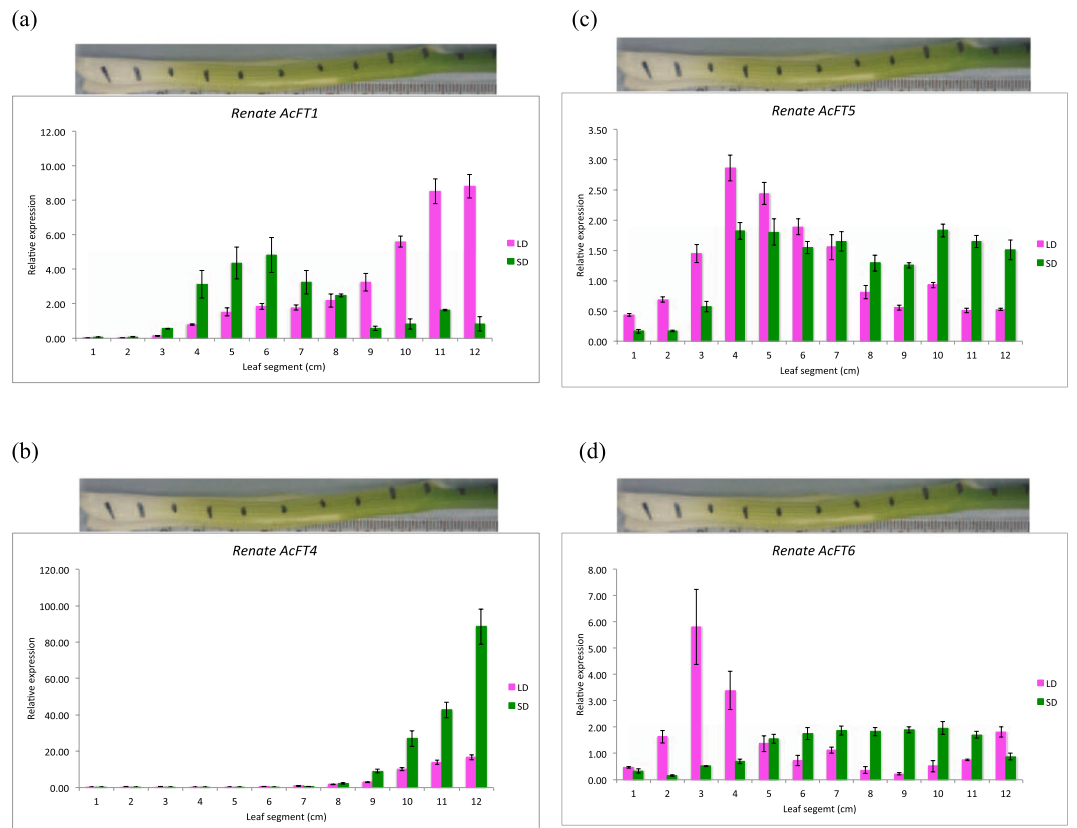 (a)
Renate AcFT1
12.00
10.00
8.00
6.00
4.00
2.00
0.00
Relative expression
1 2 3 4 5 6 7 8 9 10 11 12
Leaf segment (cm)
LD
SD
(c)
Renate AcFT5
3.50
3.00
2.50
2.00
1.50
1.00
0.50
0.00
Relative expression
1 2 3 4 5 6 7 8 9 10 11 12
Leaf segment (cm)
LD
SD
(b)
Renate AcFT4
120.00
100.00
80.00
60.00
40.00
20.00
0.00
Relative expression
1 2 3 4 5 6 7 8 9 10 11 12
Leaf segemt (cm)
LD
SD
(d)
Renate AcFT6
8.00
7.00
6.00
5.00
4.00
3.00
2.00
1.00
0.00
Relative expression
1 2 3 4 5 6 7 8 9 10 11 12
Leaf segment (cm)
LD
SD